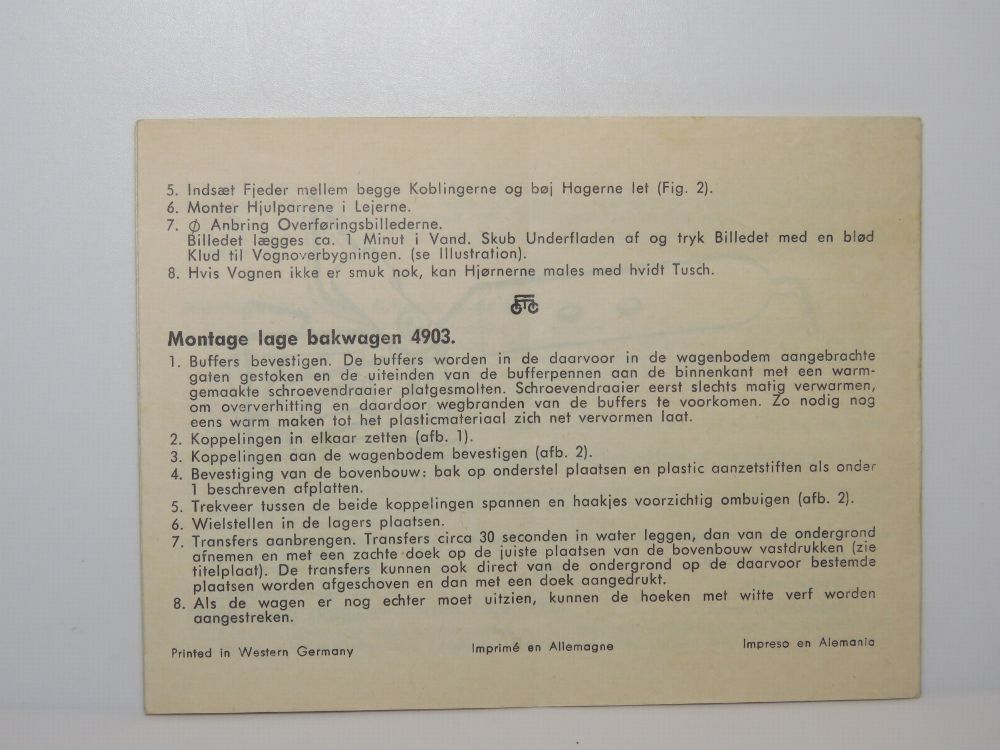 5. Indsæt Fjeder mellem begge Koblingerne og bøj Hagerne let (Fig. 2).
6. Monter Hjulparrene i Lejerne.
7. Ø Anbring Overføringsbillederne.
Billedet lægges ca. 1 Minut i Vand. Skub Underfladen af og tryk Billedet med en blød
Klud til Vognoverbygningen. (se Illustration).
8. Hvis Vognen ikke er smuk nok, kan Hjørnerne males med hvidt Tusch.
Montage lage bakwagen 4903.
1. Buffers bevestigen. De buffers worden in de daarvoor in de wagenbodem aangebrachte
gaten gestoken en de uiteinden van de bufferpennen aan de binnenkant met een warm-
gemaakte schroevendraaier platgesmolten. Schroevendraaier eerst slechts matig verwarmen,
om oververhitting en daardoor wegbranden van de buffers te voorkomen. Zo nodig nog
eens warm maken tot het plasticmateriaal zich net vervormen laat.
2. Koppelingen in elkaar zetten (afb. 1).
3. Koppelingen aan de wagenbodem bevestigen (afb. 2).
4. Bevestiging van de bovenbouw: bak op onderstel plaatsen en plastic aanzetstiften als onder
1 beschreven afplatten.
5. Trekveer tussen de beide koppelingen spannen en haakjes voorzichtig ombuigen (afb. 2).
6. Wielstellen in de lagers plaatsen.
7. Transfers aanbrengen. Transfers circa 30 seconden in water leggen, dan van de ondergrond
afnemen en met een zachte doek op de juiste plaatsen van de bovenbouw vastdrukken (zie
titelplaat). De transfers kunnen ook direct van de ondergrond op de daarvoor bestemde
plaatsen worden afgeschoven en dan met een doek aangedrukt.
8. Als de wagen er nog echter moet uitzien, kunnen de hoeken met witte verf worden
aangestreken.
Printed in Western Germany Imprimé en Allemagne Impreso en Alemania